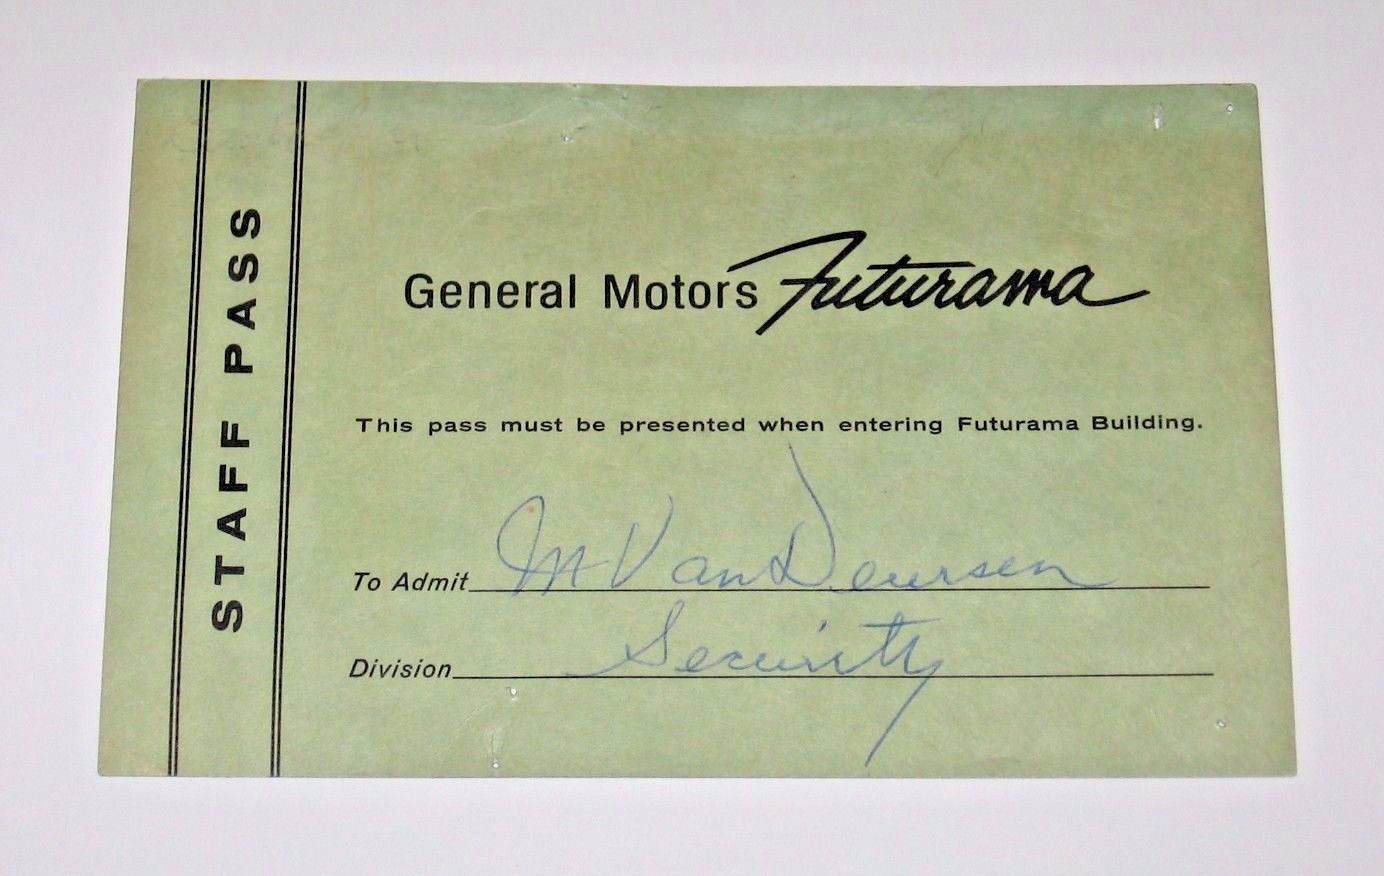 STAFF PASS
General Motors Futurama
This pass must be presented when entering Futurama Building.
To Admit M Van Deursen
Division Security